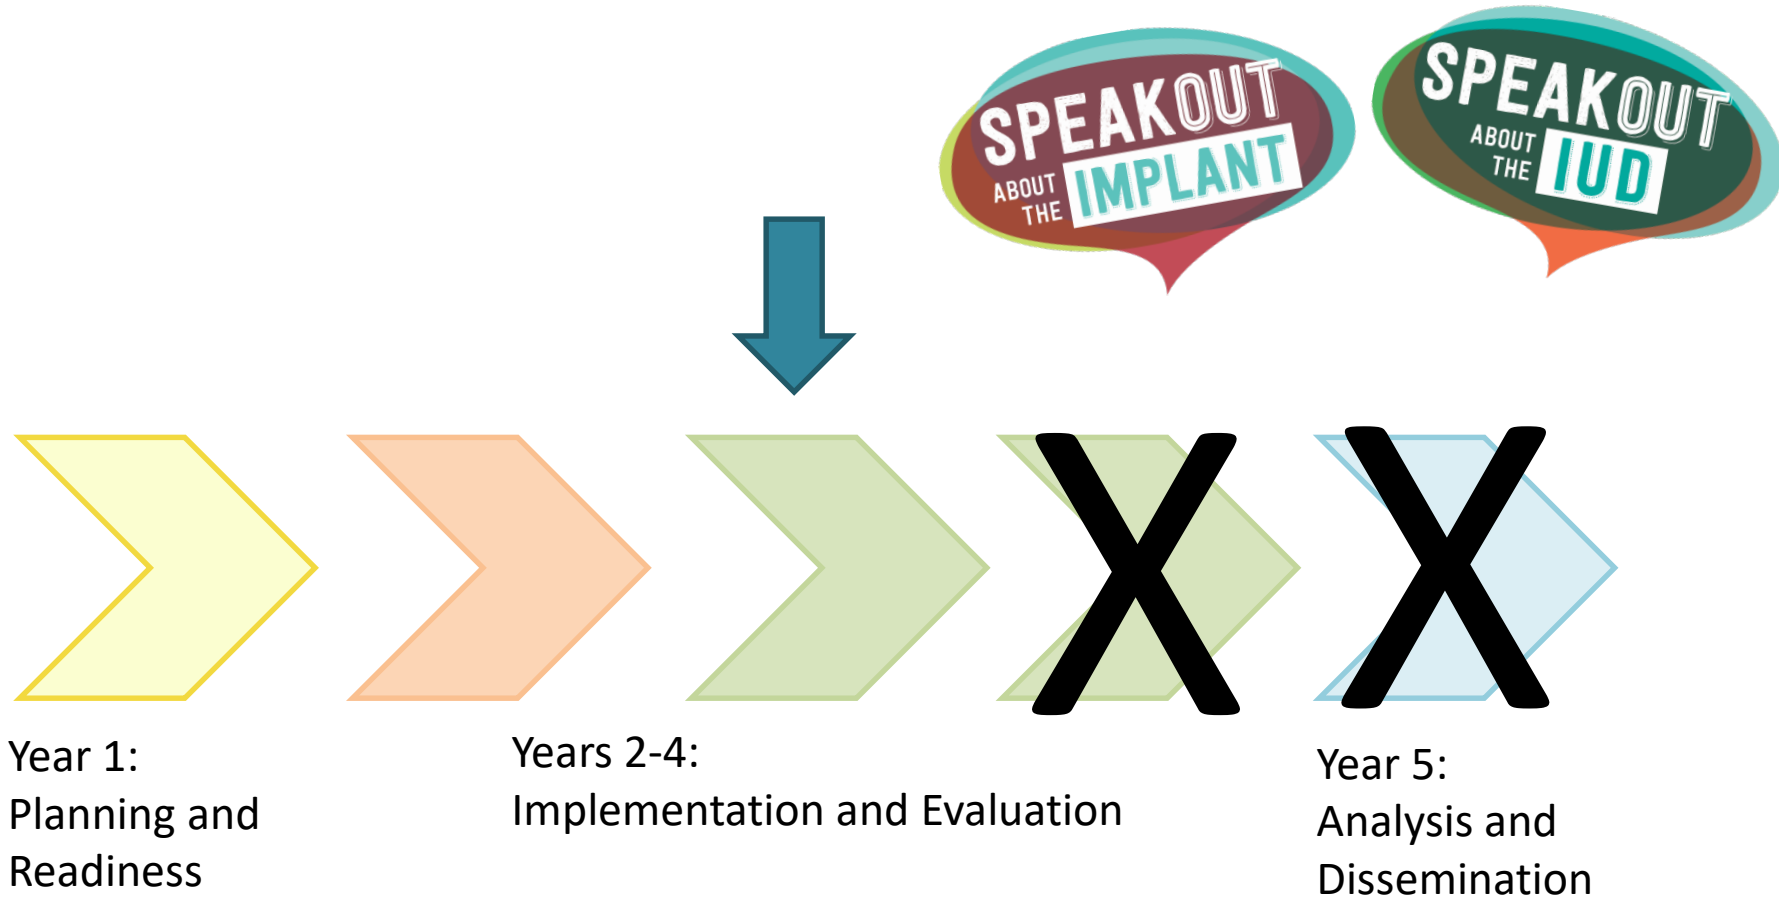 SPEAKOUT
ABOUT
THE
IMPLANT
SPEAKOUT
ABOUT
THE
IUD
Year 1:
Planning and
Readiness
Years 2-4:
Implementation and Evaluation
Year 5:
Analysis and
Dissemination